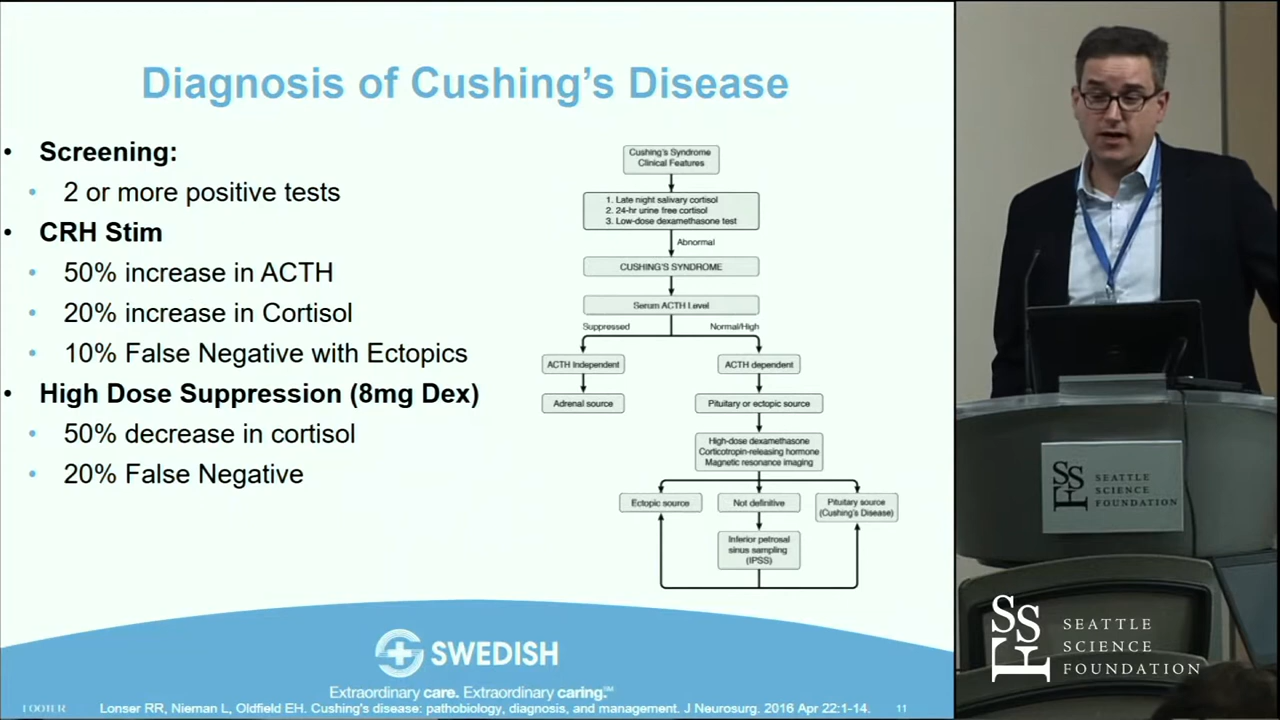 Diagnosis of Cushing's Disease
• Screening:
• 2 or more positive tests
• CRH Stim
• 50% increase in ACTH
• 20% increase in Cortisol
• 10% False Negative with Ectopics
• High Dose Suppression (8mg Dex)
• 50% decrease in cortisol
• 20% False Negative
Cushing's Syndrome
Clinical Features
1. Late night salivary cortisol
2. 24-hr urine free cortisol
3. Low-dose dexamethasone test
Abnormal
CUSHING'S SYNDROME
Serum ACTH Level
Suppressed
Normal/High
ACTH Independent
ACTH dependent
Adrenal source
Pituitary or ectopic source
High-dose dexamethasone
Corticotropin-releasing hormone
Magnetic resonance imaging
Ectopic source
Not definitive
Pituitary source
(Cushing's Disease)
Inferior petrosal
sinus sampling
(IPSS)
SWEDISH
Extraordinary care. Extraordinary caring.℠
FOOTER
Lonser RR, Nieman L, Oldfield EH. Cushing's disease: pathobiology, diagnosis, and management. J Neurosurg. 2016 Apr 22:1-14.
11
SSF
SEATTLE
SCIENCE
FOUNDATION
SSF
SEATTLE
SCIENCE
FOUNDATION